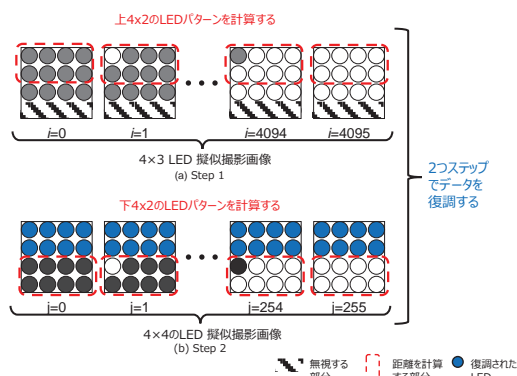 上4x2のLEDパターンを計算する
i=0
i=1
i=4094
i=4095
4×3 LED 擬似撮影画像
(a) Step 1
2つステップ
でデータを
復調する
下4x2のLEDパターンを計算する
j=0
j=1
j=254
j=255
4×4のLED 擬似撮影画像
(b) Step 2
無視する
距離を計算
復調された